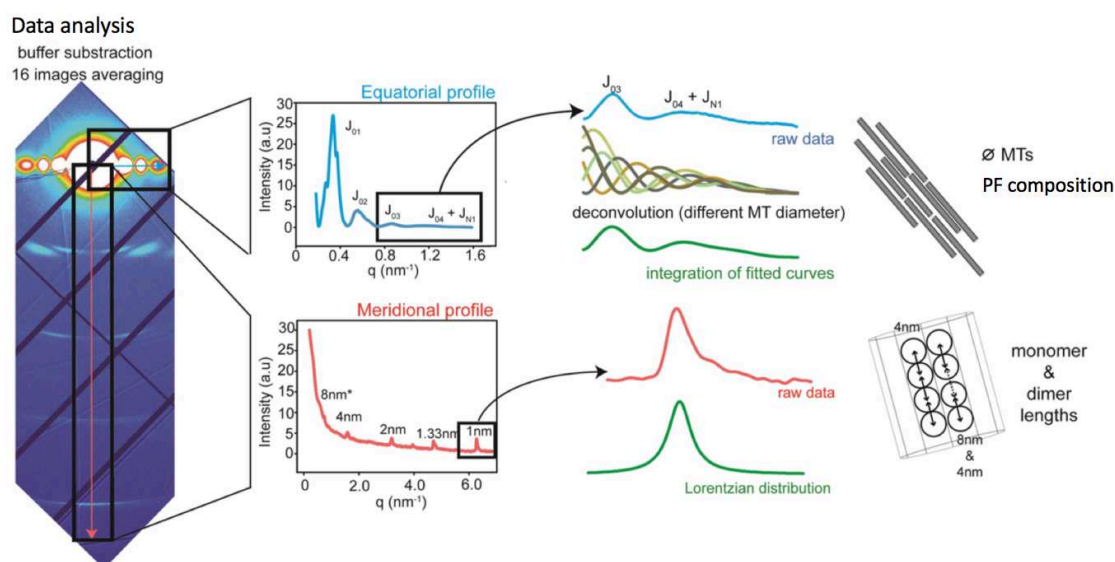 Data analysis
buffer substraction
16 images averaging
Equatorial profile
Intensity (a.u)
30
25
20
15
10
5
0
J01
J02
J03
J04 + JN1
0
0.4
0.8
1.2
1.6
q (nm-1)
J03
J04 + JN1
raw data
deconvolution (different MT diameter)
integration of fitted curves
Ø MTs
PF composition
Meridional profile
Intensity (a.u)
30
25
20
15
10
5
0
8nm*
4nm
2nm
1.33nm
1nm
0
2.0
4.0
6.0
q (nm-1)
raw data
Lorentzian distribution
4nm
8nm
&
4nm
monomer
&
dimer
lengths